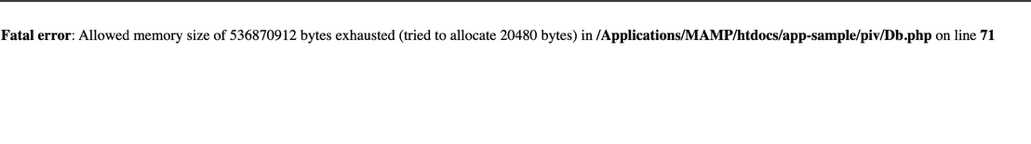 Fatal error: Allowed memory size of 536870912 bytes exhausted (tried to allocate 20480 bytes) in /Applications/MAMP/htdocs/app-sample/piv/Db.php on line 71